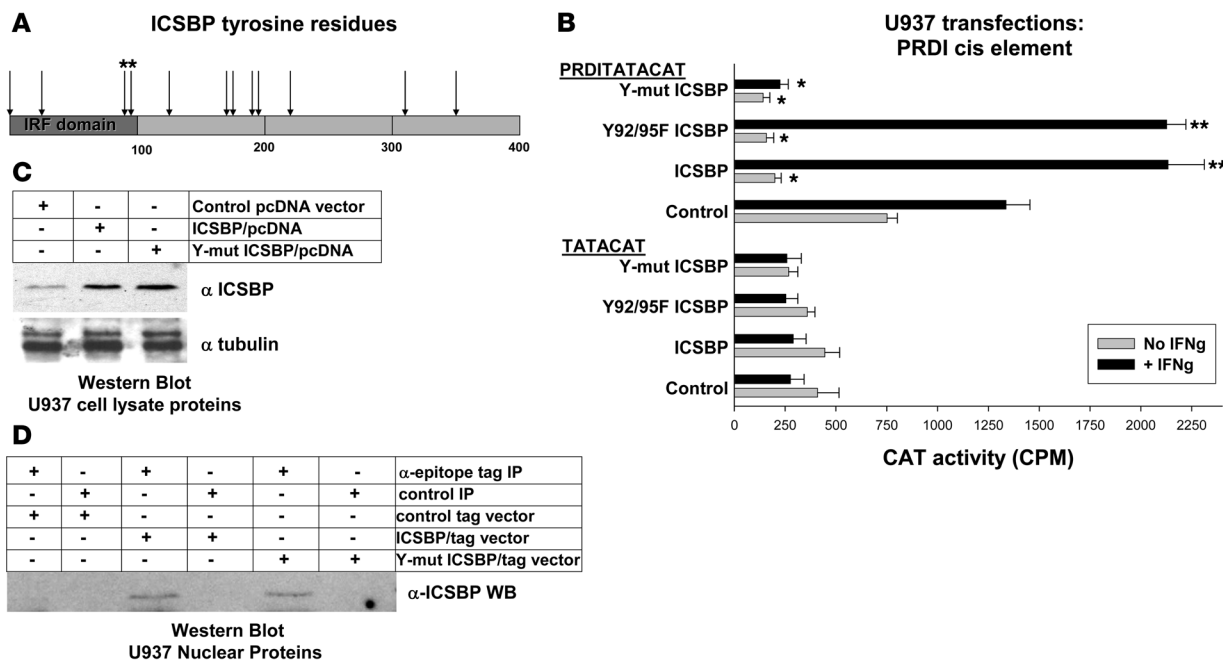 A
ICSBP tyrosine residues
**
IRF domain
100
200
300
400
B
U937 transfections:
PRDI cis element
PRDITATACAT
Y-mut ICSBP
*
*
Y92/95F ICSBP
**
*
ICSBP
**
*
Control
TATACAT
Y-mut ICSBP
Y92/95F ICSBP
ICSBP
Control
No IFNg
+ IFNg
0 250 500 750 1000 1250 1500 1750 2000 2250
CAT activity (CPM)
C
+ - - Control pcDNA vector
- + - ICSBP/pcDNA
- - + Y-mut ICSBP/pcDNA
α ICSBP
α tubulin
Western Blot
U937 cell lysate proteins
D
+ - + - + - α-epitope tag IP
- + - + - + control IP
+ + - - - - control tag vector
- - + + - - ICSBP/tag vector
- - - - + + Y-mut ICSBP/tag vector
α-ICSBP WB
Western Blot
U937 Nuclear Proteins